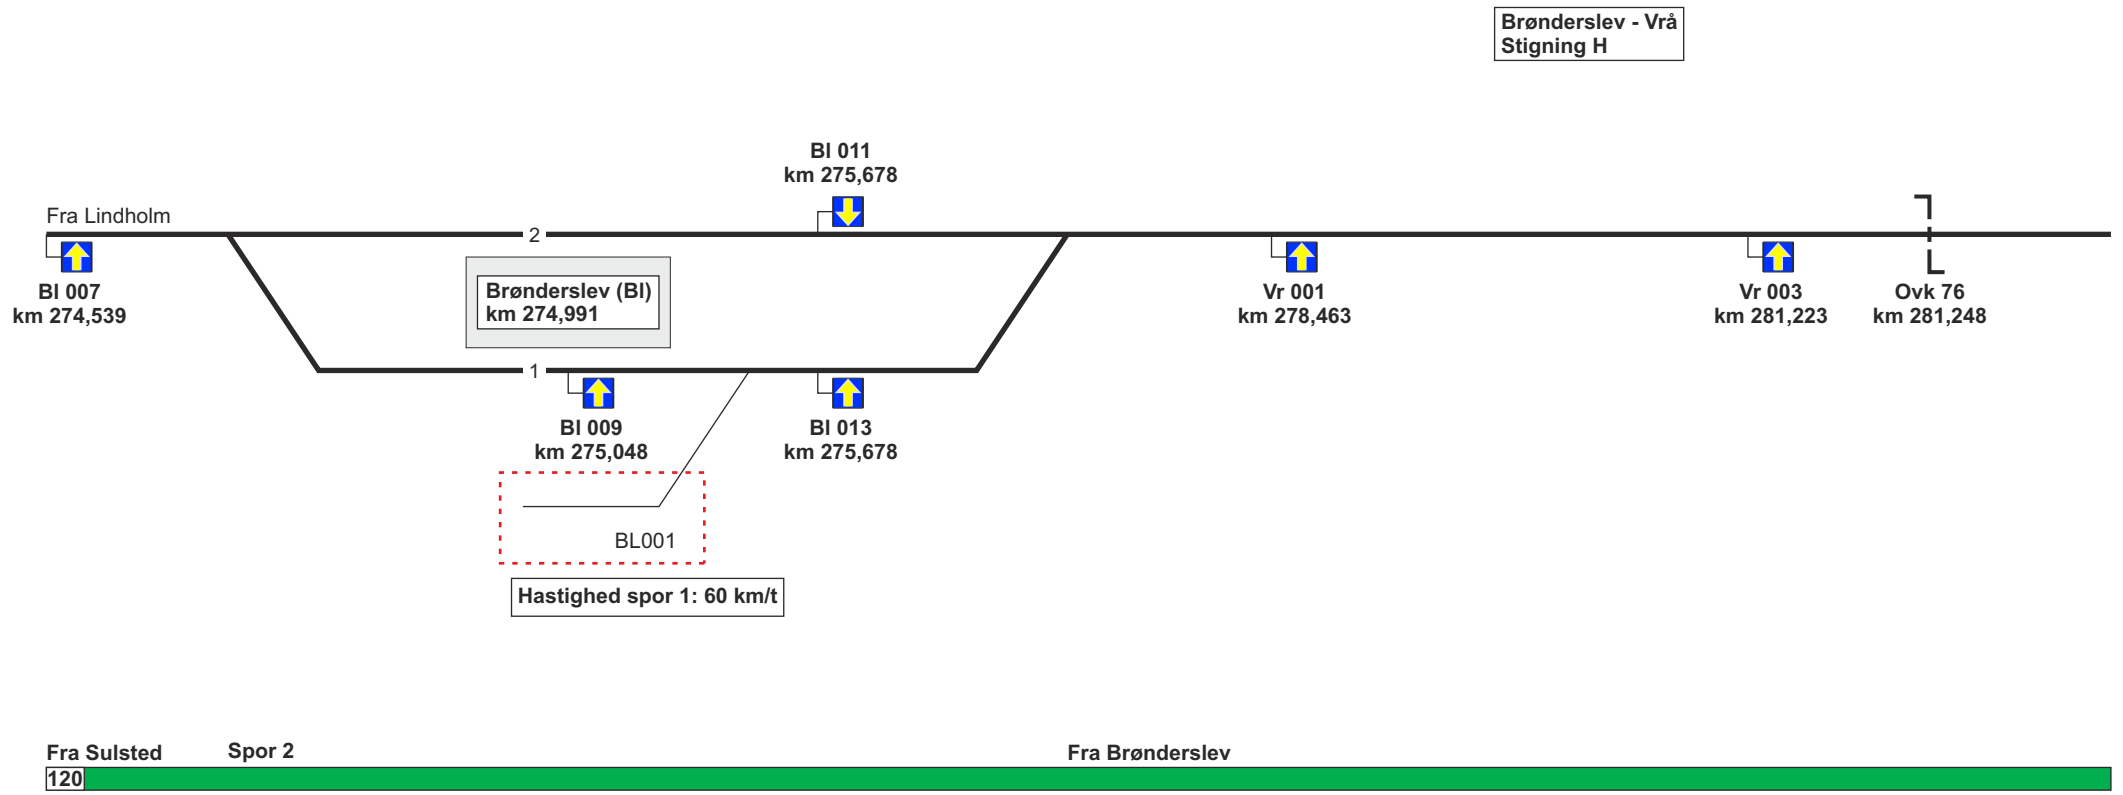 Brønderslev - Vrå
Stigning H
Bl 011
km 275,678
Fra Lindholm
2
Bl 007
km 274,539
Brønderslev (Bl)
km 274,991
Vr 001
km 278,463
Vr 003
km 281,223
Ovk 76
km 281,248
1
Bl 009
km 275,048
Bl 013
km 275,678
BL001
Hastighed spor 1: 60 km/t
Fra Sulsted
Spor 2
Fra Brønderslev
120